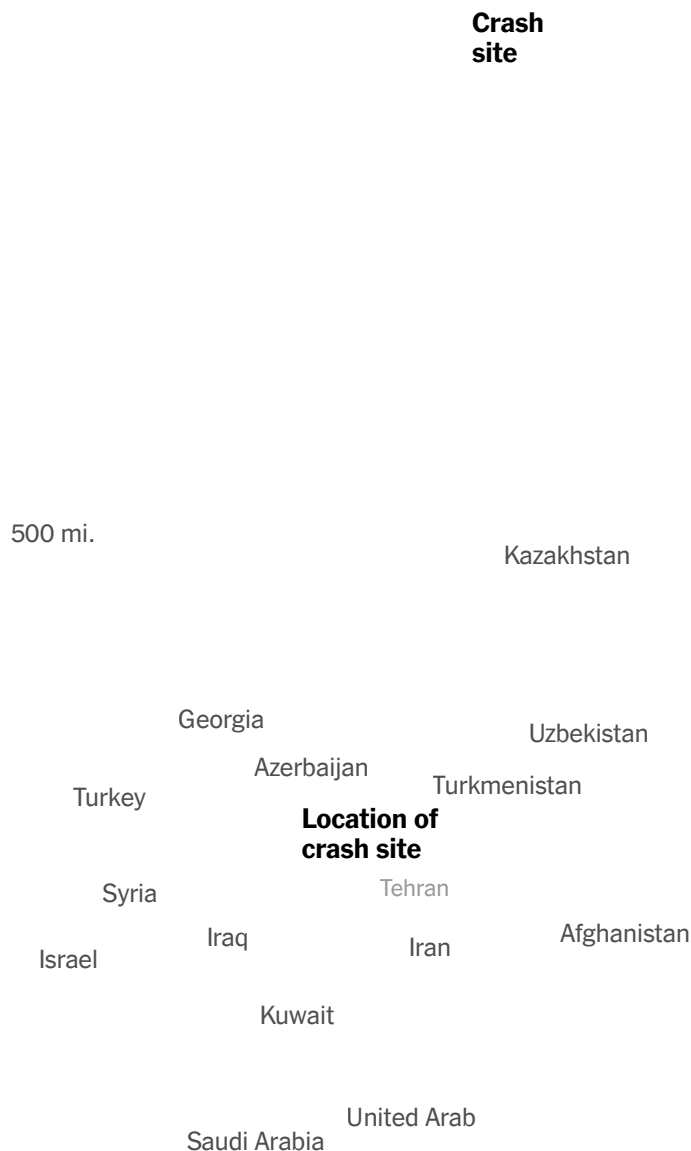 Crash
site
500 mi.
Kazakhstan
Georgia
Uzbekistan
Azerbaijan
Turkmenistan
Turkey
Location of
crash site
Tehran
Syria
Afghanistan
Iraq
Iran
Israel
Kuwait
United Arab
Saudi Arabia